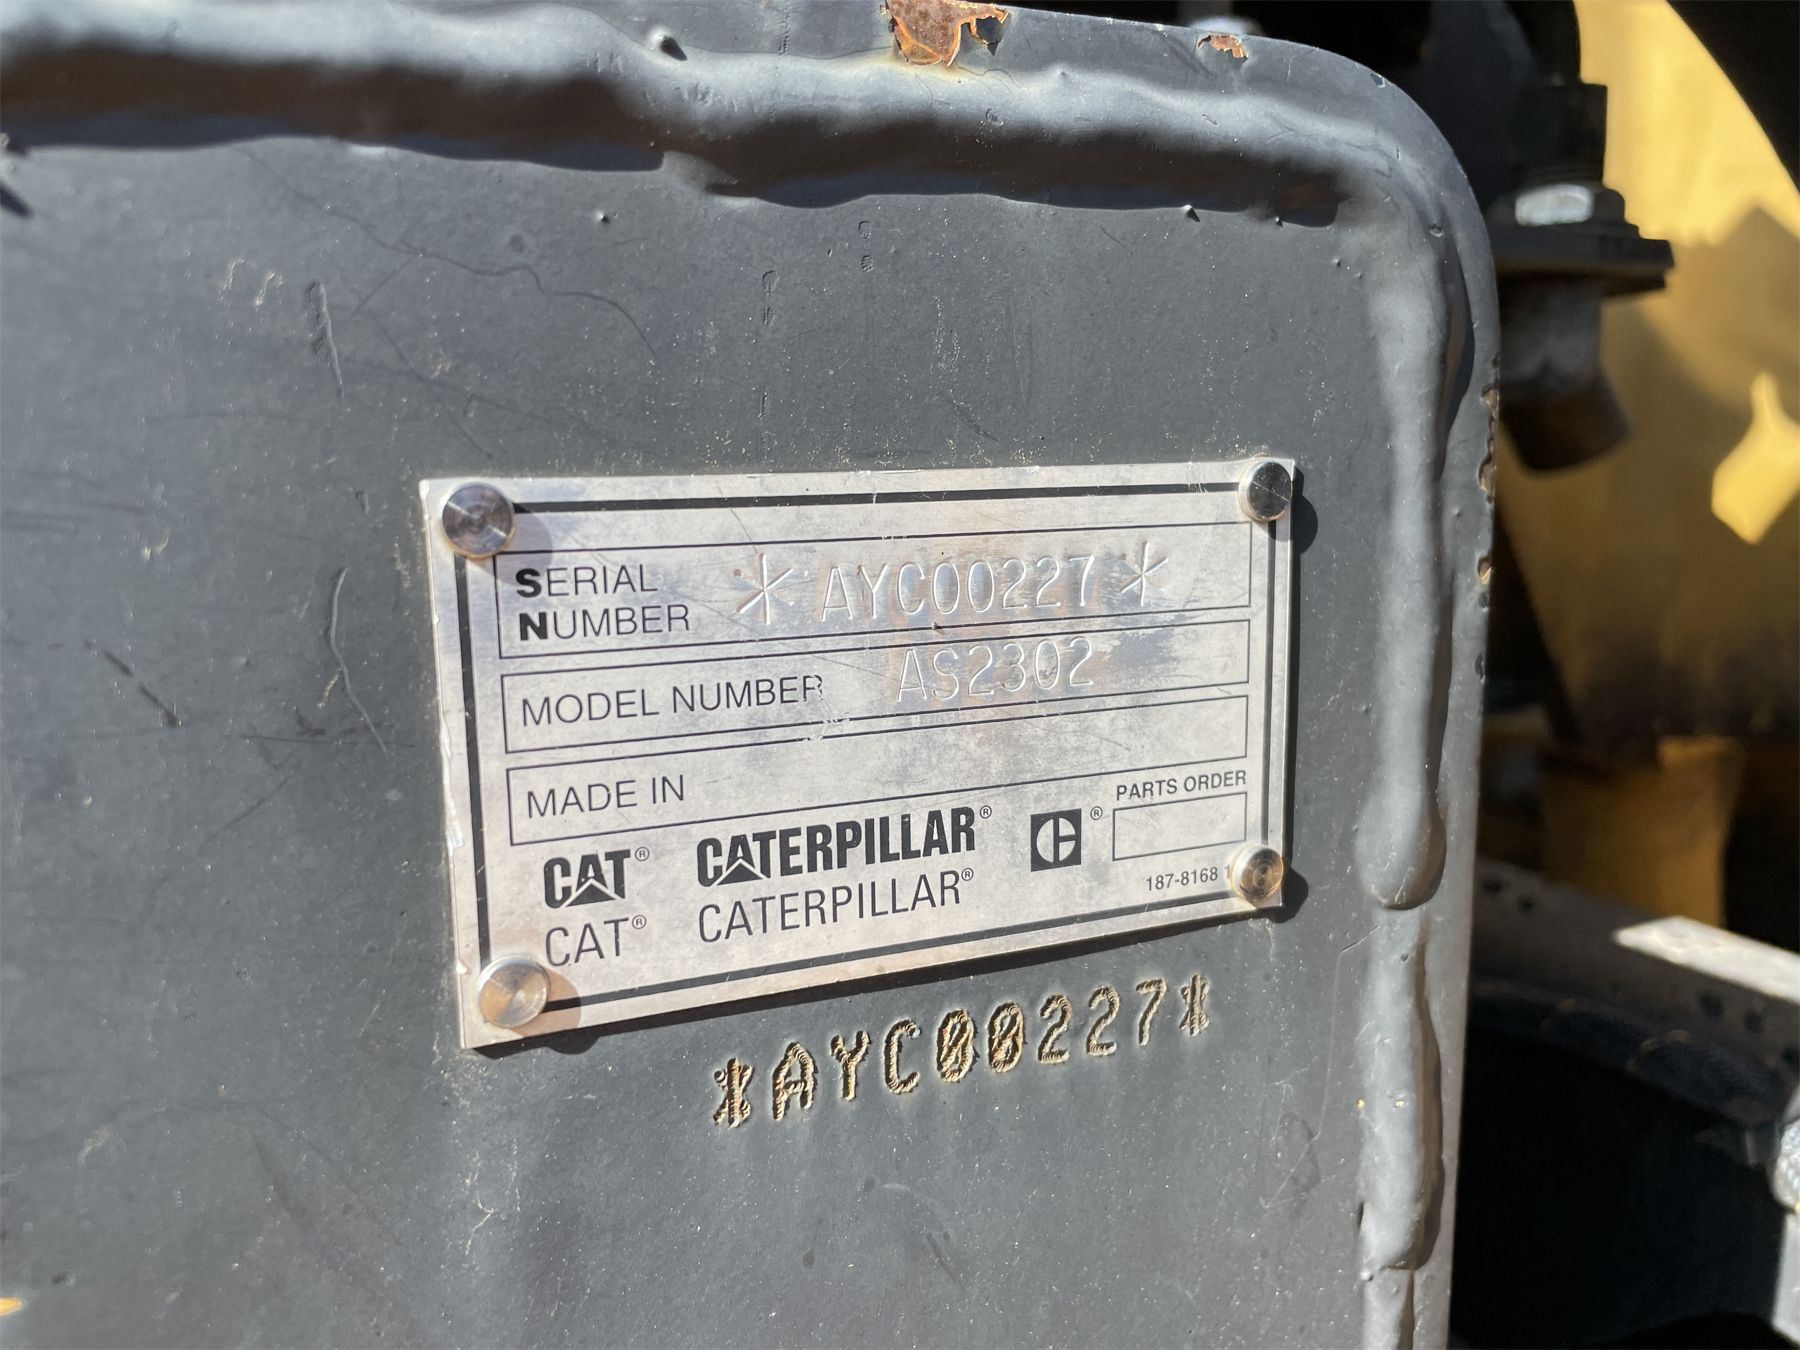 SERIAL
NUMBER
*AYC00227*
MODEL NUMBER AS2302
MADE IN
PARTS ORDER
CAT® CATERPILLAR® ®
CAT® CATERPILLAR®
187-8168
*AYC00227*